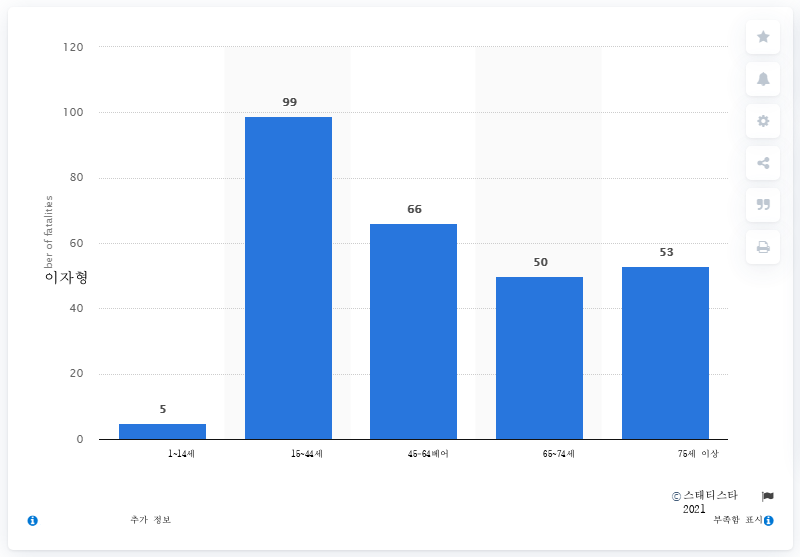 120
100
80
60
40
20
0
ber of fatalities
이자형
5
99
66
50
53
1~14세
15~44세
45~64베어
65~74세
75세 이상
© 스태티스타
2021
추가 정보
부족함 표시